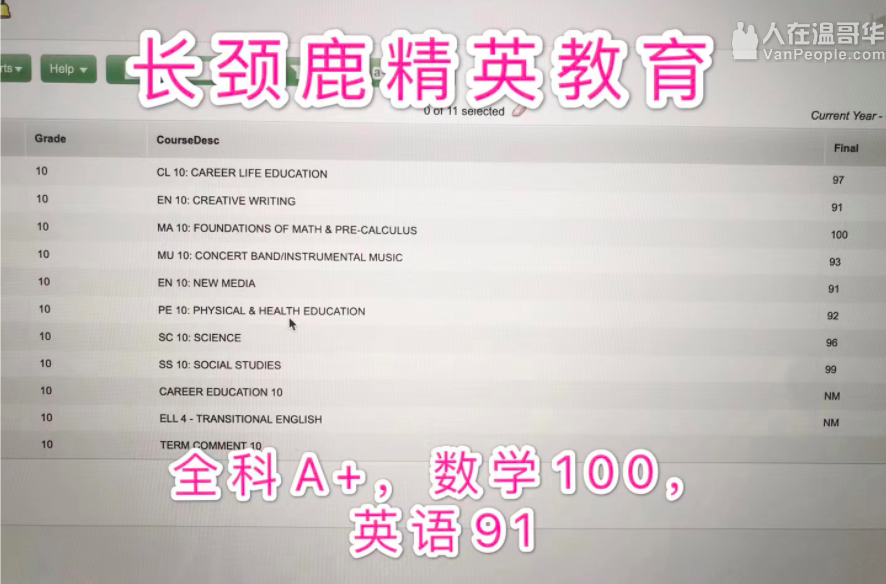 人在温哥华
VanPeople.com
rts Help
长颈鹿精英教育
0 of 11 selected
Current Year -
Grade CourseDesc Final
10 CL 10: CAREER LIFE EDUCATION 97
10 EN 10: CREATIVE WRITING 91
10 MA 10: FOUNDATIONS OF MATH & PRE-CALCULUS 100
10 MU 10: CONCERT BAND/INSTRUMENTAL MUSIC 93
10 EN 10: NEW MEDIA 91
10 PE 10: PHYSICAL & HEALTH EDUCATION 92
10 SC 10: SCIENCE 96
10 SS 10: SOCIAL STUDIES 99
10 CAREER EDUCATION 10 NM
10 ELL 4 - TRANSITIONAL ENGLISH NM
10 TERM COMMENT 10
全科A+，数学100，
英语91